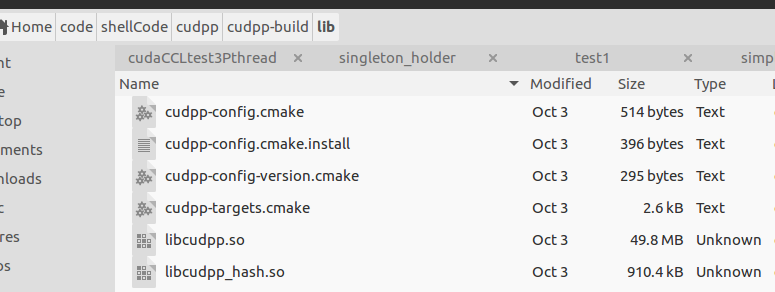 Home code shellCode cudpp cudpp-build lib
cudaCCLtest3Pthread singleton_holder test1 simp
Name Modified Size Type
cudpp-config.cmake Oct 3 514 bytes Text
cudpp-config.cmake.install Oct 3 396 bytes Text
cudpp-config-version.cmake Oct 3 295 bytes Text
top cudpp-targets.cmake Oct 3 2.6 kB Text
ments
nloads libcudpp.so Oct 3 49.8 MB Unknown
res libcudpp_hash.so Oct 3 910.4 kB Unknown
os